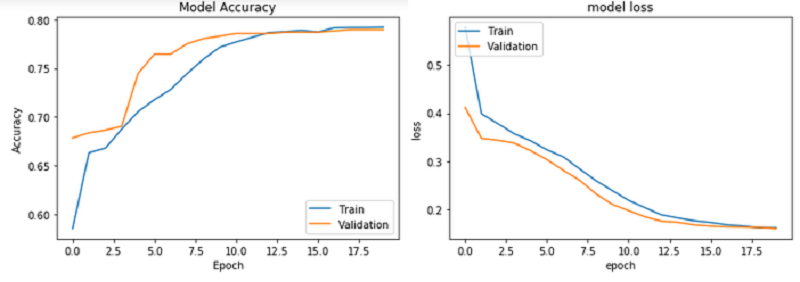 Model Accuracy
0.80
0.75
0.70
0.65
0.60
Accuracy
Train
Validation
0.0 2.5 5.0 7.5 10.0 12.5 15.0 17.5
Epoch
model loss
Train
Validation
0.5
0.4
0.3
0.2
loss
0.0 2.5 5.0 7.5 10.0 12.5 15.0 17.5
epoch